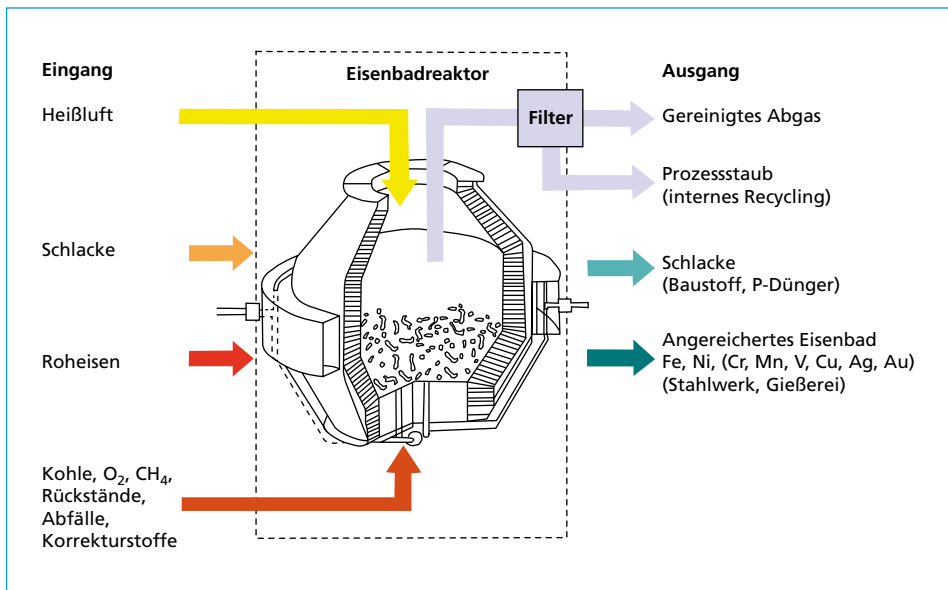 Eingang
Eisenbadreaktor
Ausgang
Heißluft
Filter
Gereinigtes Abgas
Prozessstaub
(internes Recycling)
Schlacke
Schlacke
(Baustoff, P-Dünger)
Roheisen
Angereichertes Eisenbad
Fe, Ni, (Cr, Mn, V, Cu, Ag, Au)
(Stahlwerk, Gießerei)
Kohle, O₂, CH₄,
Rückstände,
Abfälle,
Korrekturstoffe